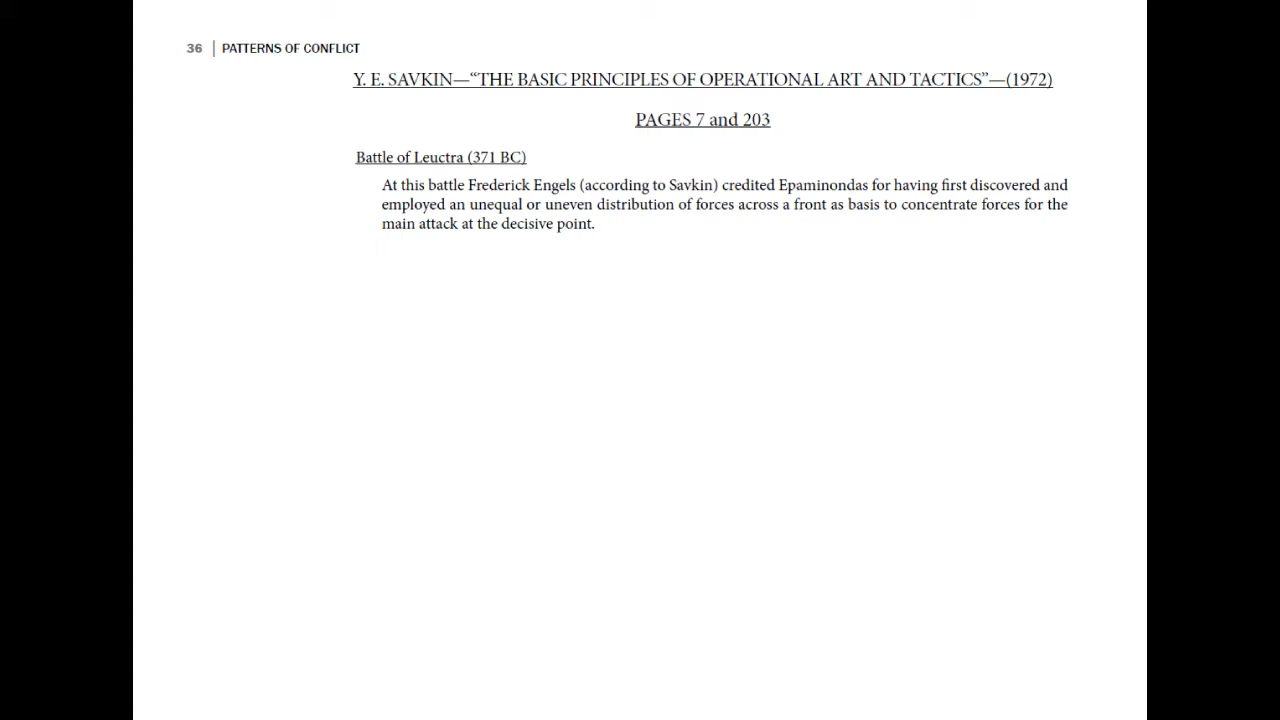 36 | PATTERNS OF CONFLICT
Y. E. SAVKIN—“THE BASIC PRINCIPLES OF OPERATIONAL ART AND TACTICS”—(1972)
PAGES 7 and 203
Battle of Leuctra (371 BC)
At this battle Frederick Engels (according to Savkin) credited Epaminondas for having first discovered and
employed an unequal or uneven distribution of forces across a front as basis to concentrate forces for the
main attack at the decisive point.